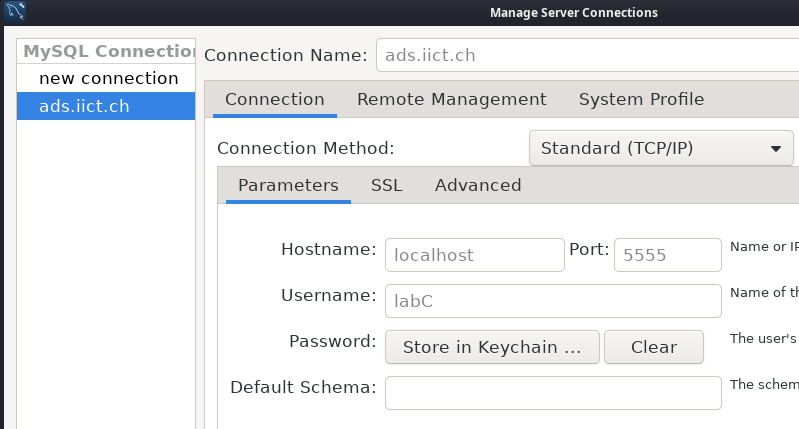 Manage Server Connections
MySQL Connection
new connection
ads.iict.ch
Connection Name: ads.iict.ch
Connection Remote Management System Profile
Connection Method: Standard (TCP/IP)
Parameters SSL Advanced
Hostname: localhost Port: 5555 Name or IP
Username: labC Name of th
Password: Store in Keychain ... Clear The user's
Default Schema: The schem